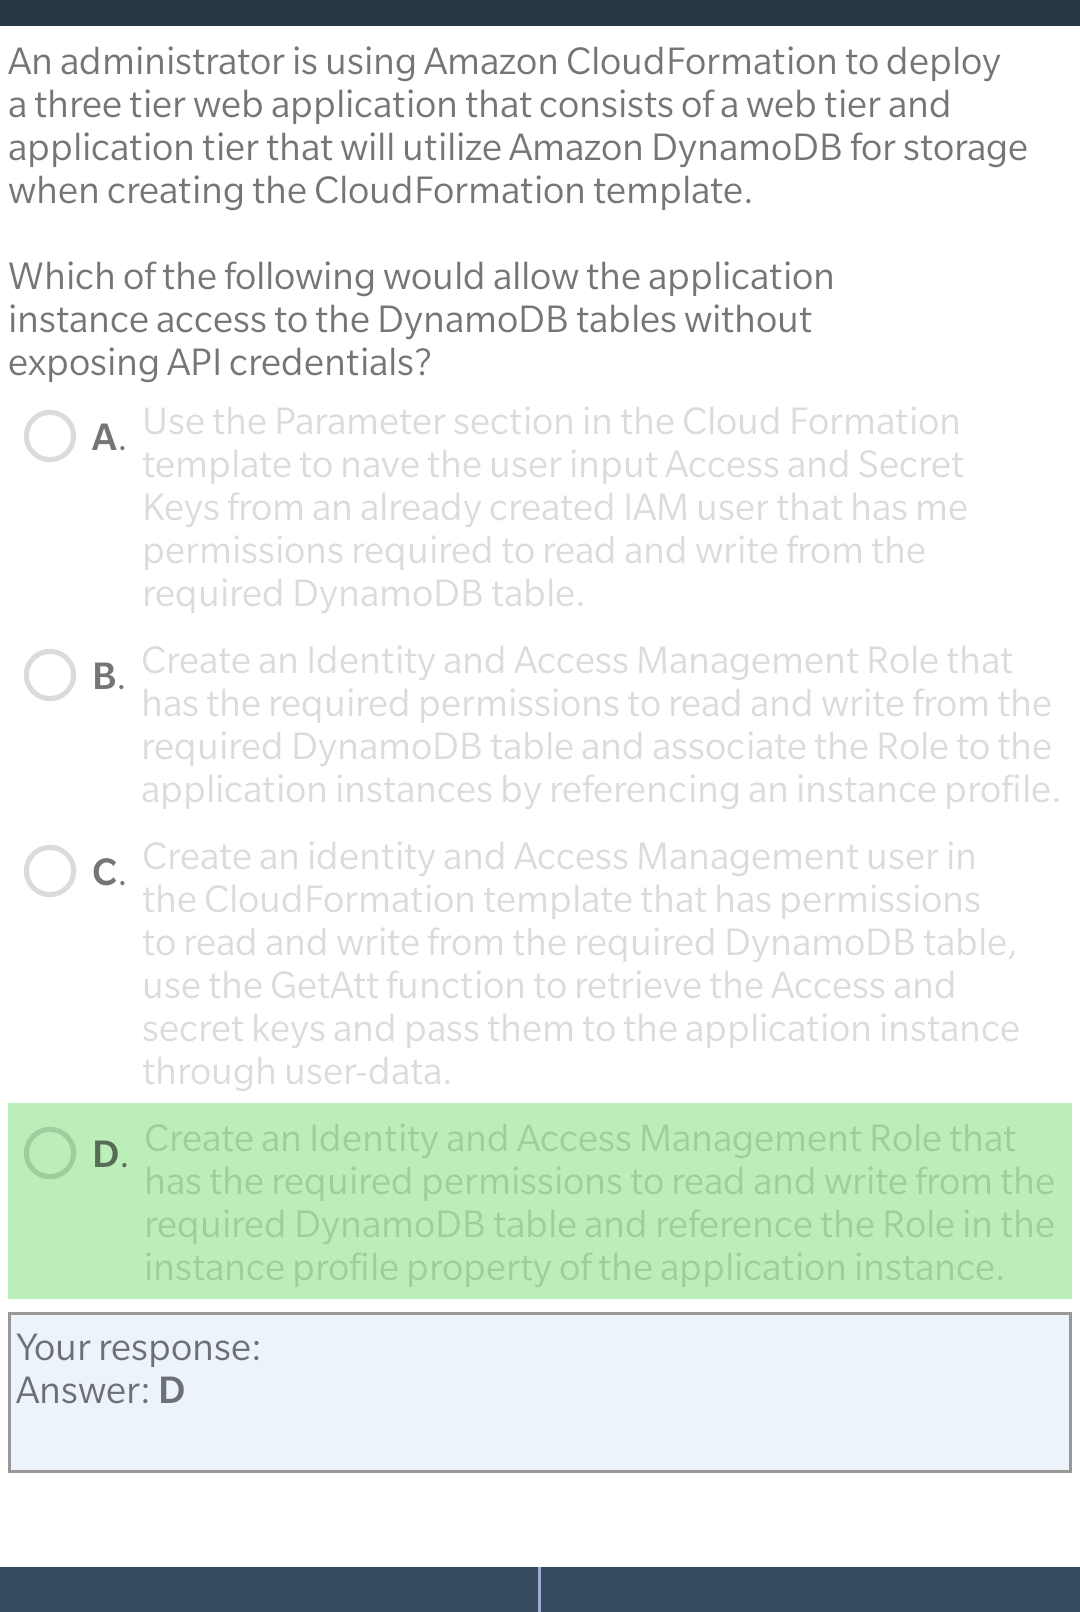 An administrator is using Amazon CloudFormation to deploy
a three tier web application that consists of a web tier and
application tier that will utilize Amazon DynamoDB for storage
when creating the CloudFormation template.
Which of the following would allow the application
instance access to the DynamoDB tables without
exposing API credentials?
A. Use the Parameter section in the Cloud Formation
template to nave the user input Access and Secret
Keys from an already created IAM user that has me
permissions required to read and write from the
required DynamoDB table.
B. Create an Identity and Access Management Role that
has the required permissions to read and write from the
required DynamoDB table and associate the Role to the
application instances by referencing an instance profile.
C. Create an identity and Access Management user in
the CloudFormation template that has permissions
to read and write from the required DynamoDB table,
use the GetAtt function to retrieve the Access and
secret keys and pass them to the application instance
through user-data.
D. Create an Identity and Access Management Role that
has the required permissions to read and write from the
required DynamoDB table and reference the Role in the
instance profile property of the application instance.
Your response:
Answer: D